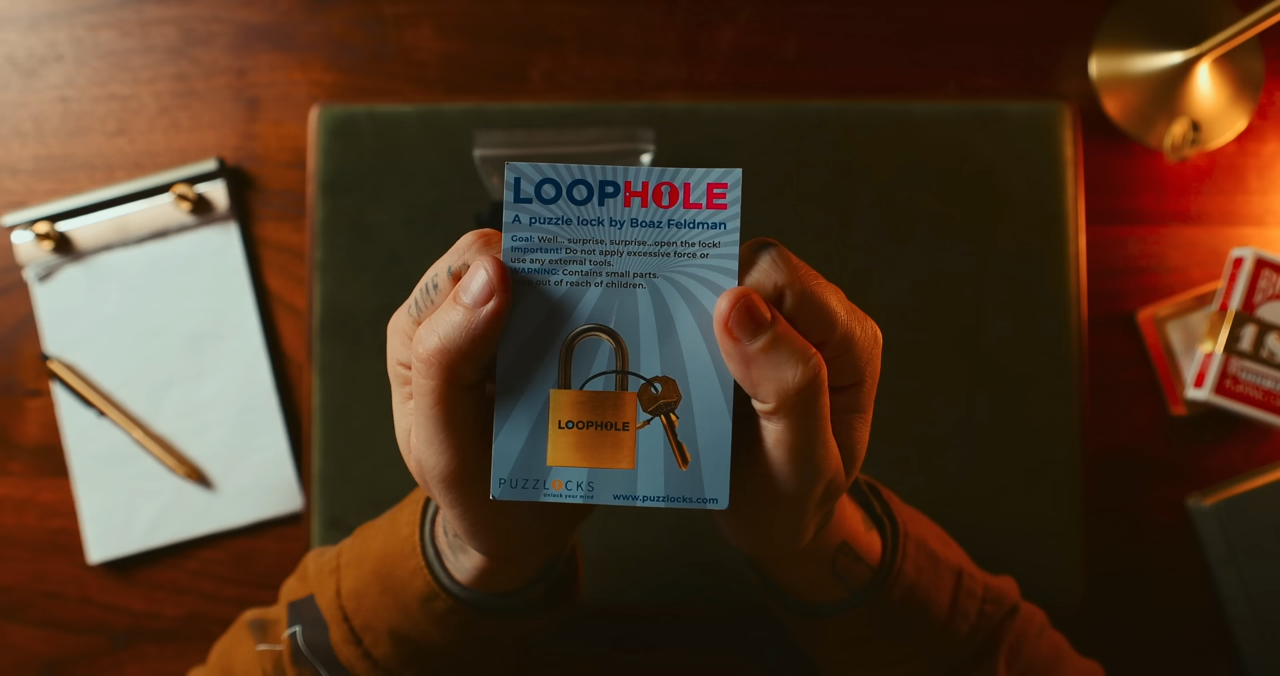 LOOPHOLE
A puzzle lock by Boaz Feldman
Goal: Well... surprise, surprise...open the lock!
Important! Do not apply excessive force or
use any external tools.
WARNING: Contains small parts.
out of reach of children.
LOOPHOLE
PUZZLOCKS
unlock your mind
www.puzzlocks.com